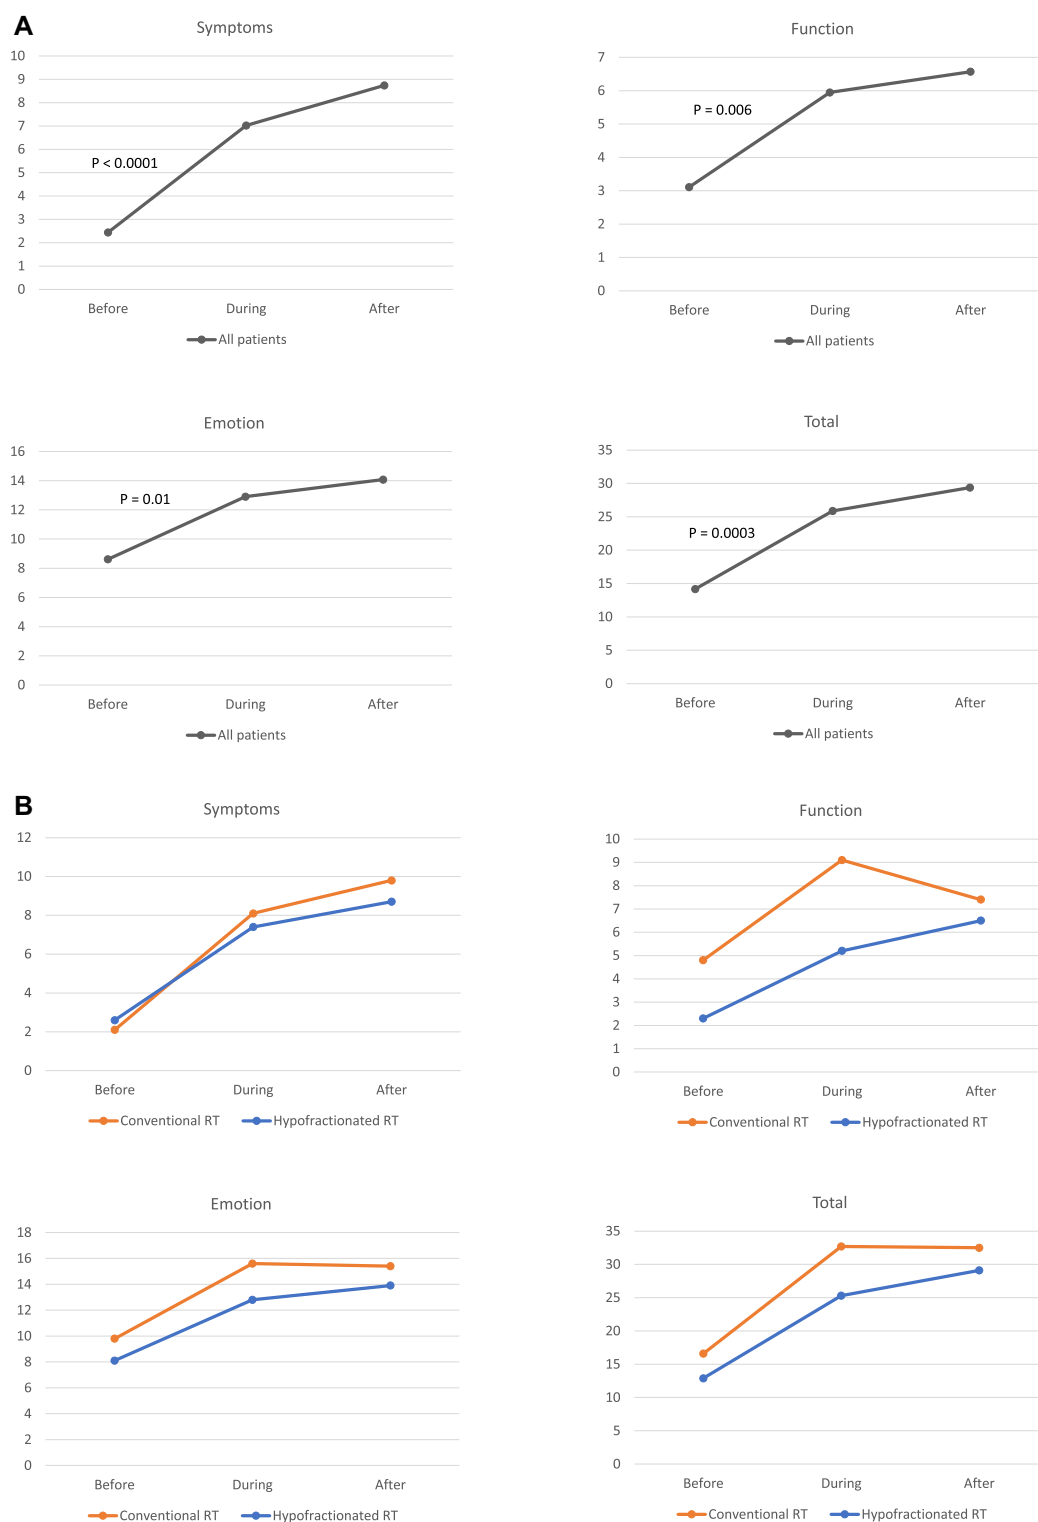 A
Symptoms
10
9
8
7
6
5
4
3
2
1
0
P < 0.0001
Before During After
All patients
Function
7
6
5
4
3
2
1
0
P = 0.006
Before During After
All patients
Emotion
16
14
12
10
8
6
4
2
0
P = 0.01
Before During After
All patients
Total
35
30
25
20
15
10
5
0
P = 0.0003
Before During After
All patients
B
Symptoms
12
10
8
6
4
2
0
Before During After
Conventional RT Hypofractionated RT
Function
10
9
8
7
6
5
4
3
2
1
0
Before During After
Conventional RT Hypofractionated RT
Emotion
18
16
14
12
10
8
6
4
2
0
Before During After
Conventional RT Hypofractionated RT
Total
35
30
25
20
15
10
5
0
Before During After
Conventional RT Hypofractionated RT